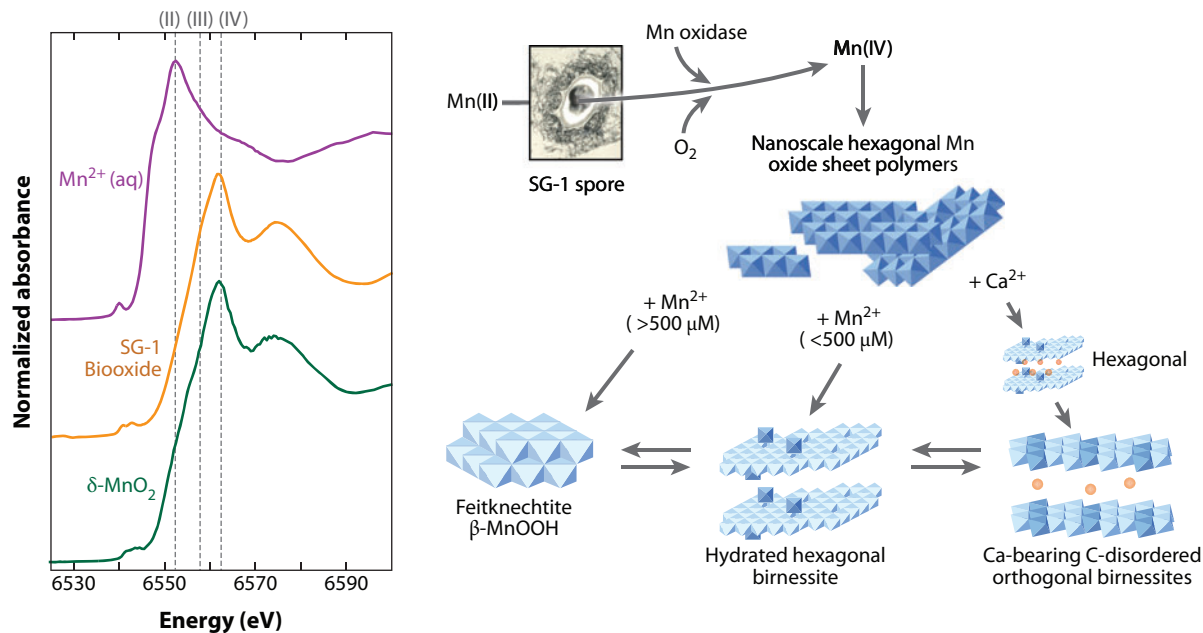 (II) (III) (IV)
Normalized absorbance
Mn²⁺ (aq)
SG-1
Biooxide
δ-MnO₂
6530 6550 6570 6590
Energy (eV)
Mn(II)
SG-1 spore
Mn oxidase
O₂
Mn(IV)
Nanoscale hexagonal Mn
oxide sheet polymers
+ Mn²⁺
( >500 µM)
+ Mn²⁺
( <500 µM)
+ Ca²⁺
Hexagonal
Feitknechtite
β-MnOOH
Hydrated hexagonal
birnessite
Ca-bearing C-disordered
orthogonal birnessites